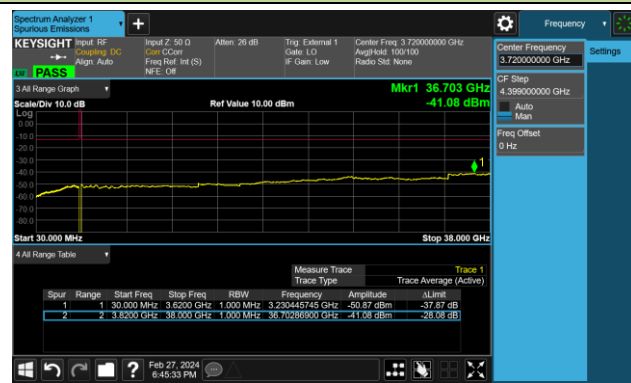 Spectrum Analyzer 1
Spurious Emissions
Frequency
KEYSIGHT
Input: RF
Coupling: DC
Align: Auto
Input Z: 50 Ω
Corr CCorr
Freq Ref: Int (S)
NFE: Off
Atten: 26 dB
Trig: External 1
Gate: LO
IF Gain: Low
Center Freq: 3.720000000 GHz
Avg|Hold: 100/100
Radio Std: None
PASS
Center Frequency
3.720000000 GHz
Settings
CF Step
4.399000000 GHz
Auto
Man
Freq Offset
0 Hz
3 All Range Graph
Mkr1 36.703 GHz
-41.08 dBm
Scale/Div 10.0 dB
Ref Value 10.00 dBm
Log
0.00
-10.0
-20.0
-30.0
-40.0
-50.0
-60.0
-70.0
-80.0
1
Start 30.000 MHz
Stop 38.000 GHz
4 All Range Table
Measure Trace Trace 1
Trace Type Trace Average (Active)
Spur Range Start Freq Stop Freq RBW Frequency Amplitude ΔLimit
1 1 30.000 MHz 3.6200 GHz 1.000 MHz 3.230445745 GHz -50.87 dBm -37.87 dB
2 2 3.8200 GHz 38.000 GHz 1.000 MHz 36.70286900 GHz -41.08 dBm -28.08 dB
?
Feb 27, 2024
6:45:33 PM